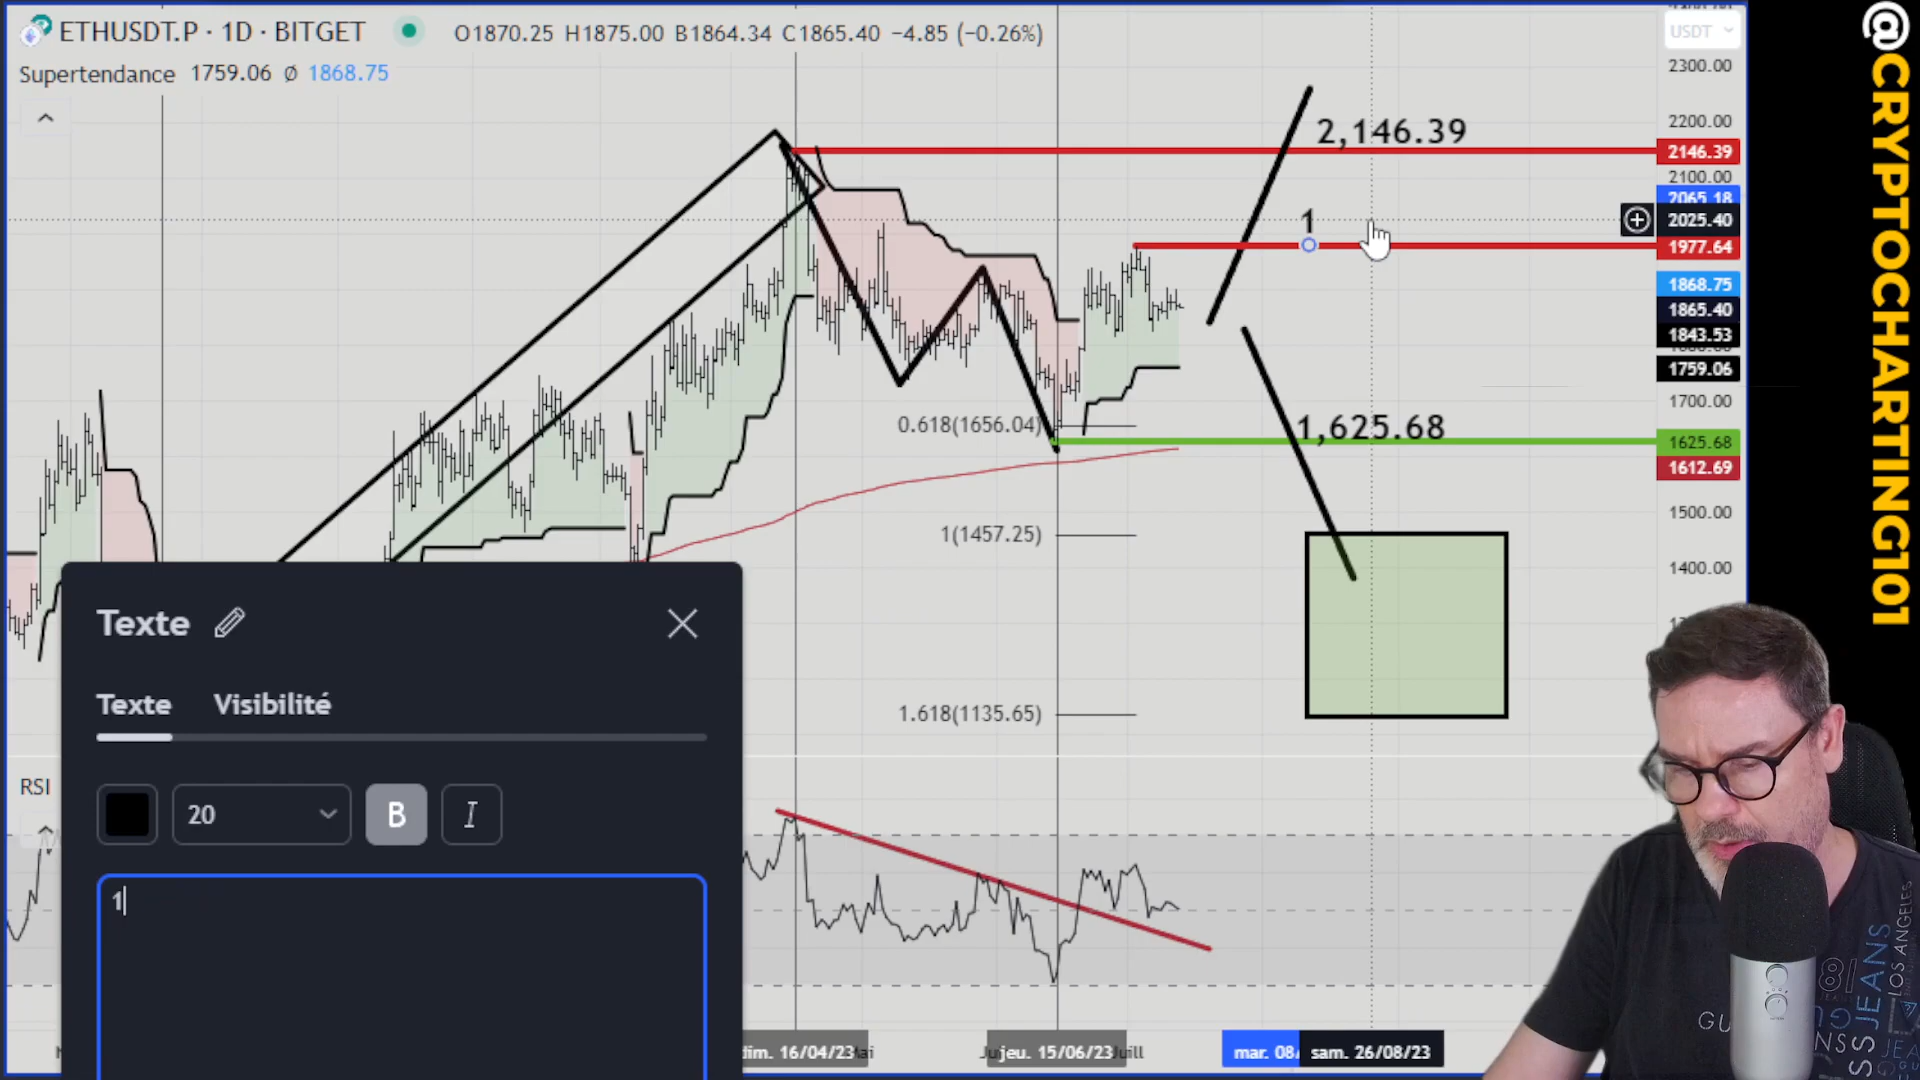 ETHUSDT.P · 1D · BITGET
O1870.25 H1875.00 B1864.34 C1865.40 −4.85 (−0.26%)
Supertendance 1759.06 Ø 1868.75
USDT
2300.00
2200.00
2146.39
2100.00
2065.18
2025.40
1977.64
1868.75
1865.40
1843.53
1759.06
1700.00
1625.68
1612.69
1500.00
1400.00
2,146.39
1
1,625.68
0.618(1656.04)
1(1457.25)
1.618(1135.65)
Texte
Texte Visibilité
20 B I
1
RSI
dim. 16/04/23
jeu. 15/06/23
Juill
mar. 08/
sam. 26/08/23
@CRYPTOCHARTING101
JEANS
LOS ANGELES